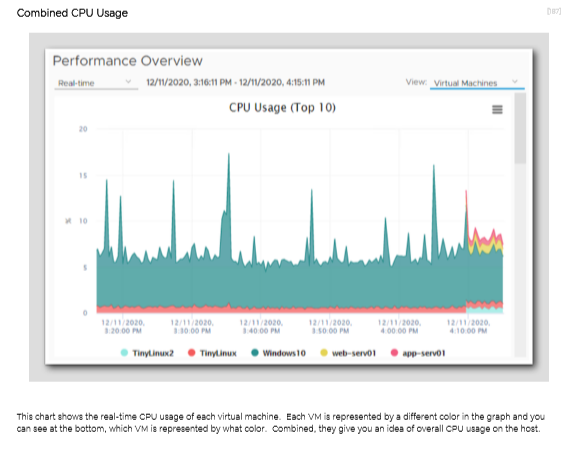 Combined CPU Usage
[187]
Performance Overview
Real-time
12/11/2020, 3:16:11 PM - 12/11/2020, 4:15:11 PM
View: Virtual Machines
CPU Usage (Top 10)
20
15
%
10
5
0
12/11/2020, 3:20:00 PM
12/11/2020, 3:30:00 PM
12/11/2020, 3:40:00 PM
12/11/2020, 3:50:00 PM
12/11/2020, 4:00:00 PM
12/11/2020, 4:10:00 PM
TinyLinux2 TinyLinux Windows10 web-serv01 app-serv01
This chart shows the real-time CPU usage of each virtual machine. Each VM is represented by a different color in the graph and you
can see at the bottom, which VM is represented by what color. Combined, they give you an idea of overall CPU usage on the host.